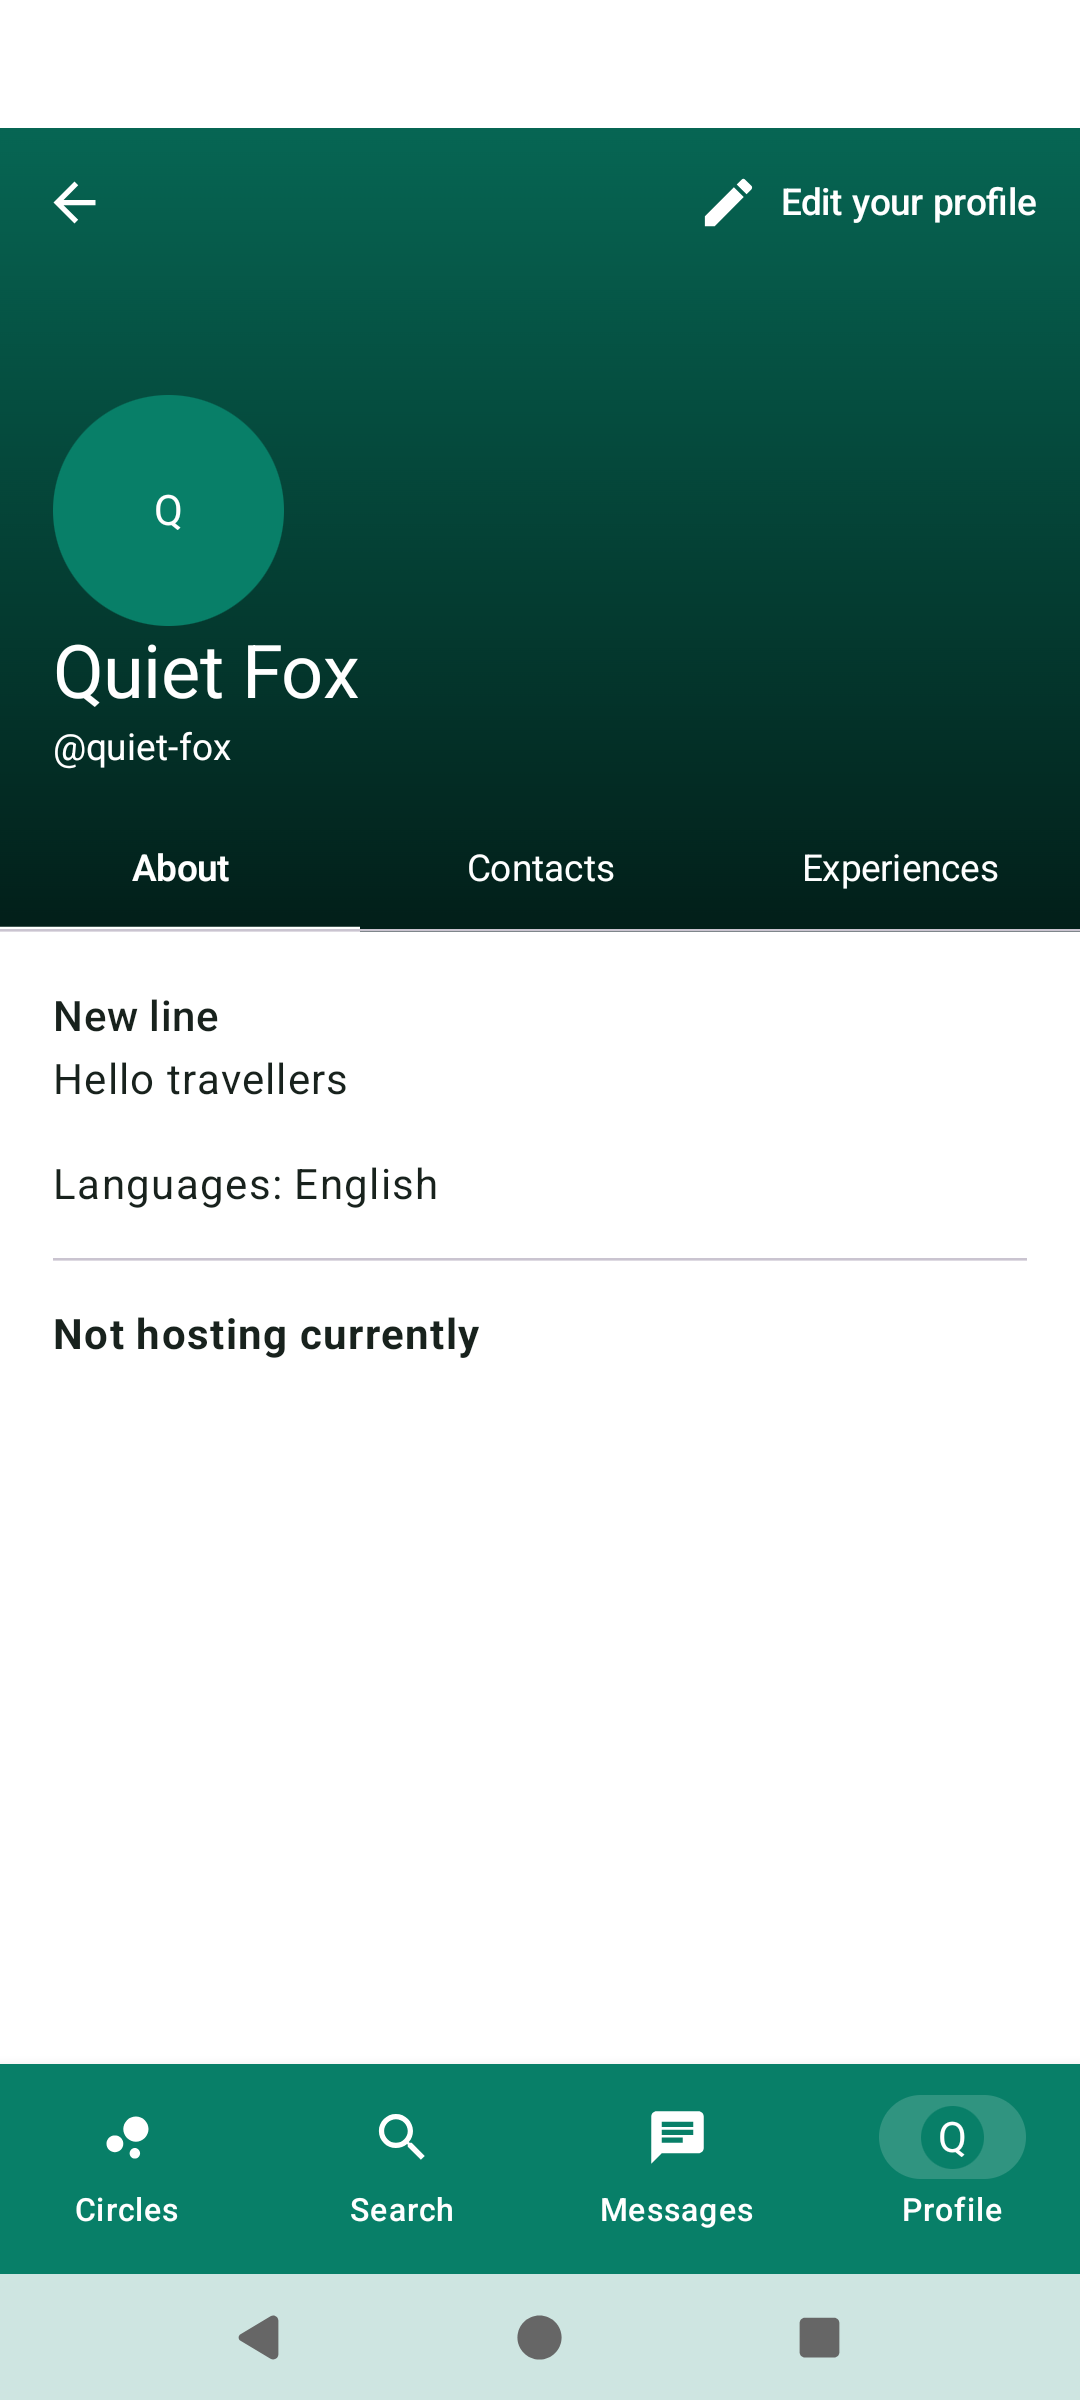 Edit your profile
Q
Quiet Fox
@quiet-fox
About Contacts Experiences
New line
Hello travellers
Languages: English
Not hosting currently
Q
Circles Search Messages Profile